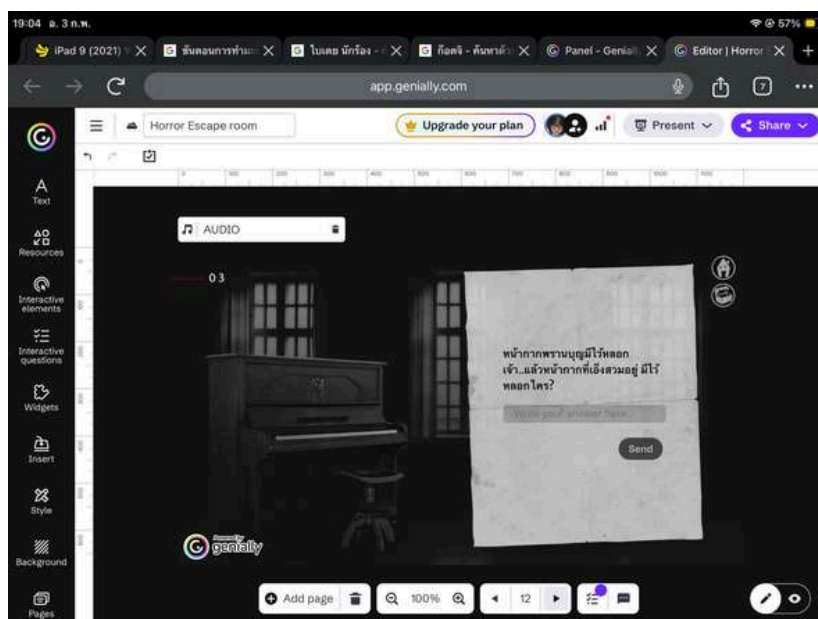 19:04 อ. 3 ก.พ.
57%
iPad 9 (2021)
ขั้นตอนการทำ
ใบเตย นักร้อง -
ก็อตจิ - ค้นหาด้
Panel - Geniall
Editor | Horror
app.genially.com
7
Horror Escape room
Upgrade your plan
Present
Share
Text
Resources
Interactive
elements
Interactive
questions
Widgets
Insert
Style
Background
Pages
AUDIO
03
หน้ากากพรานบุญมีไว้หลอก
เจ้า..แล้วหน้ากากที่เอ็งสวมอยู่ มีไว้
หลอกใคร?
Write your answer here...
Send
Powered by
genially
Add page
100%
12